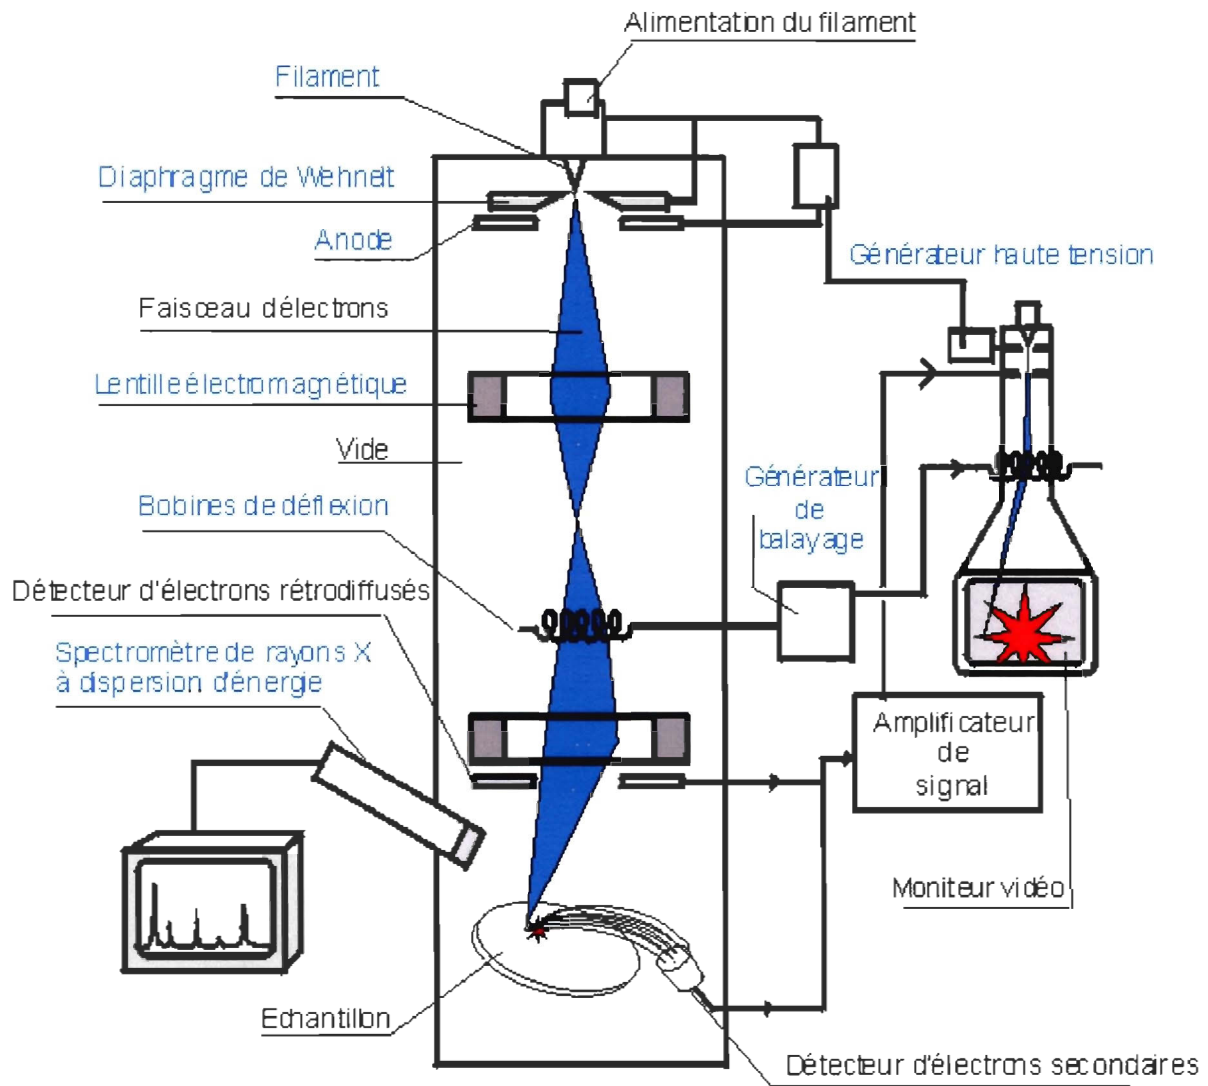 Alimentation du filament
Filament
Diaphragme de Wehnelt
Anode
Générateur haute tension
Faisceau délectrons
Lentille électromagnétique
Vide
Générateur
de
balayage
Bobines de déflexion
Détecteur d'électrons rétrodiffusés
Spectromètre de rayons X
à dispersion d'énergie
Amplificateur
de
signal
Moniteur vidéo
Echantillon
Détecteur d'électrons secondaires